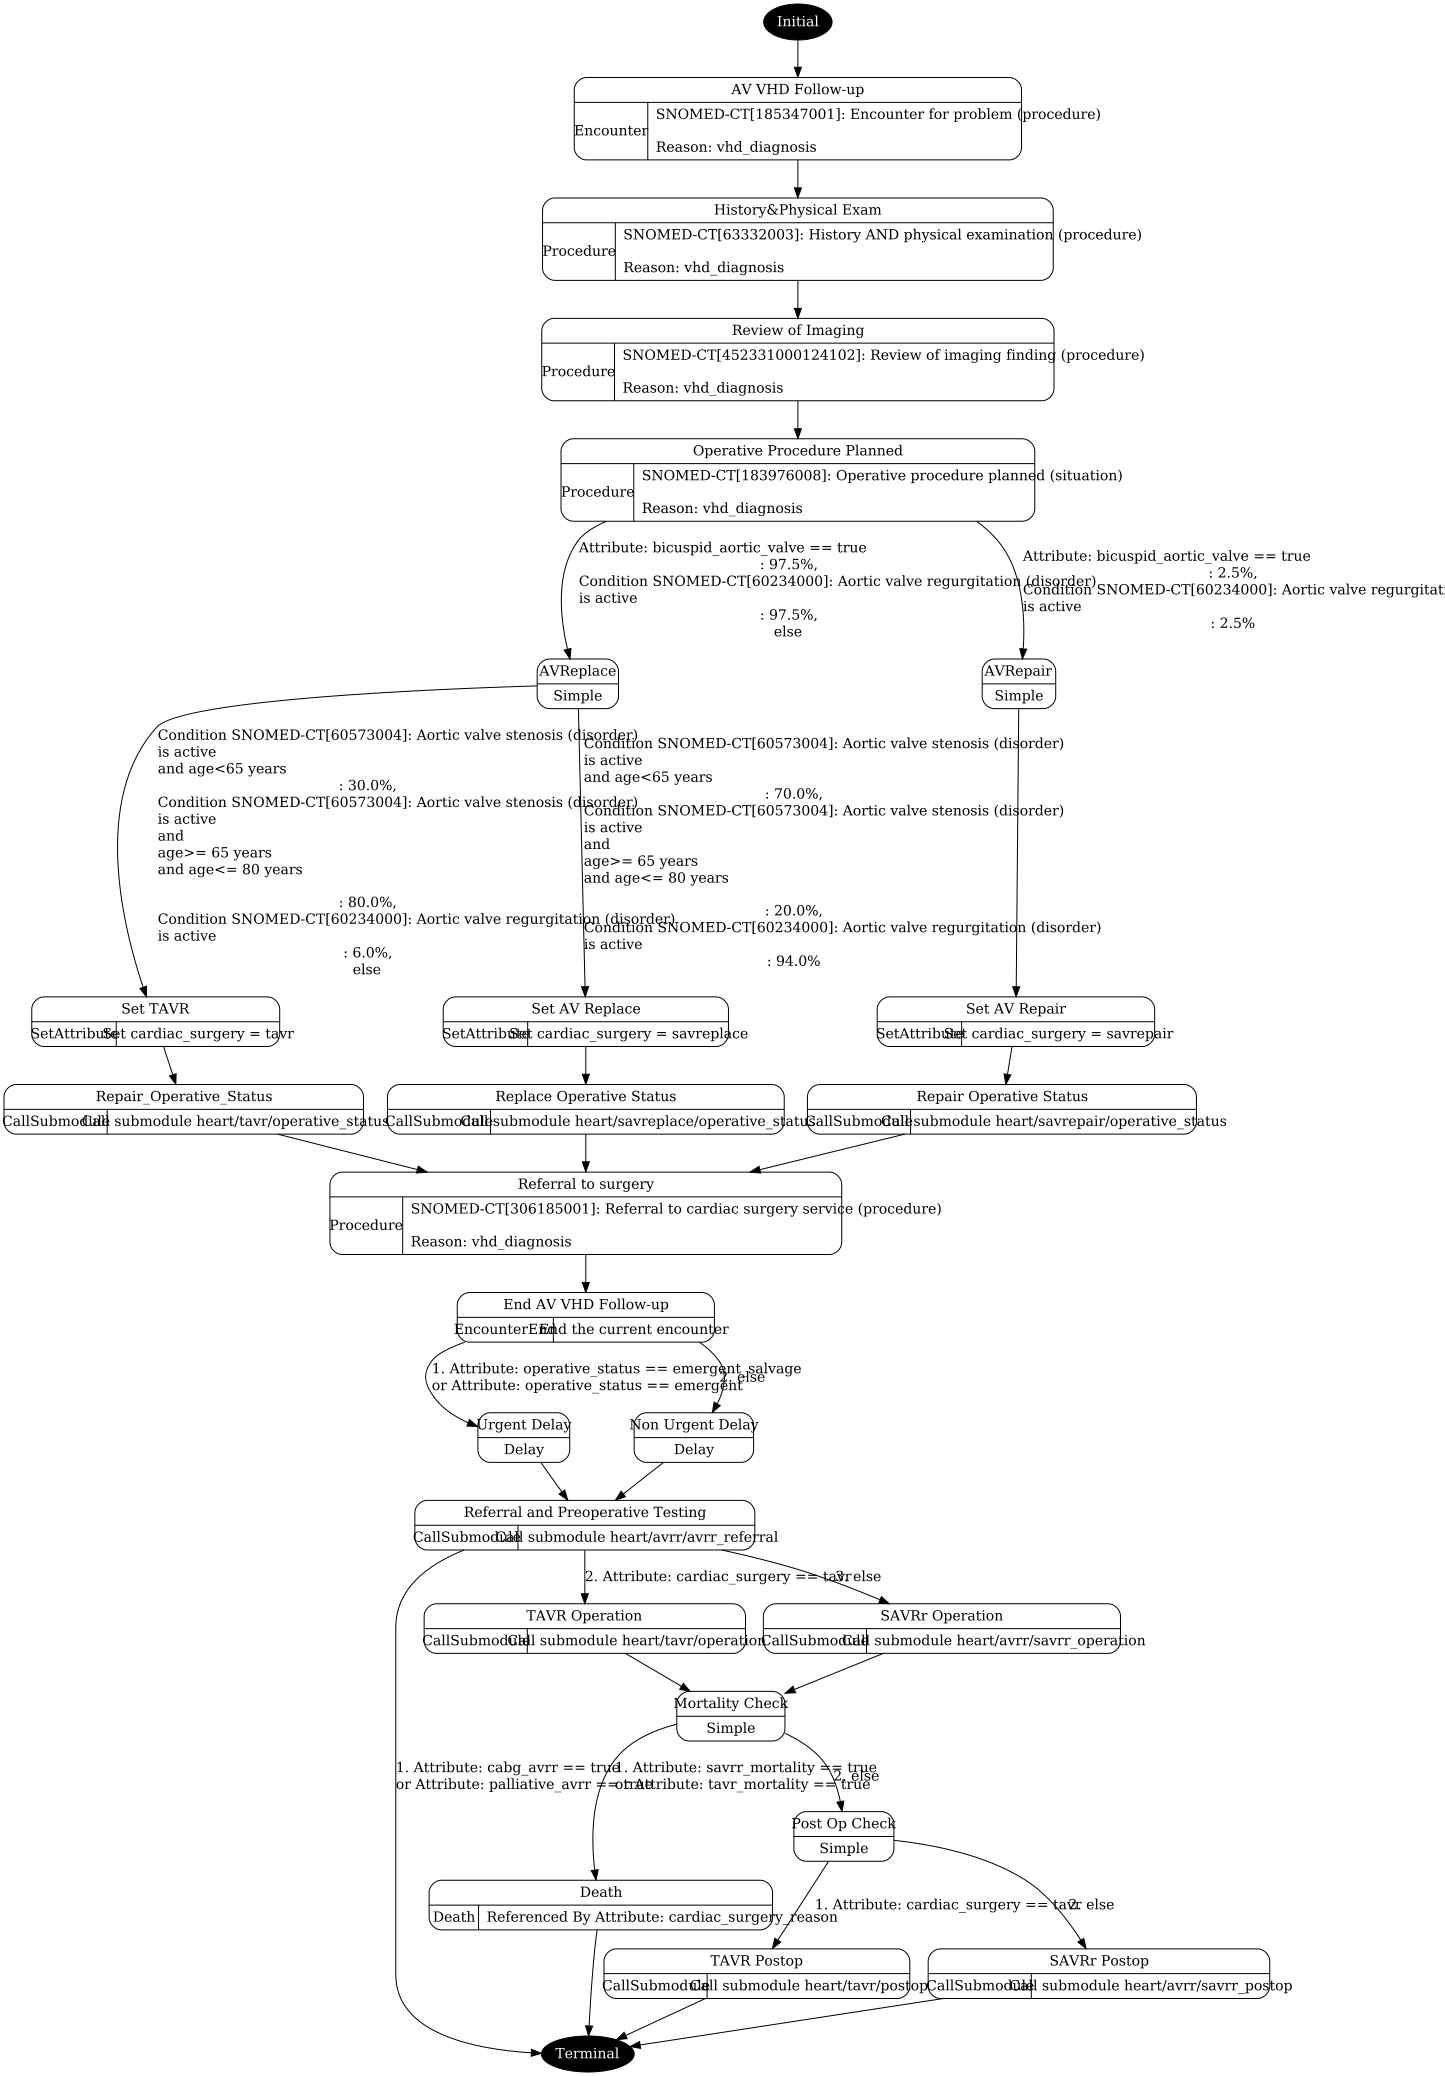 Initial
AV VHD Follow-up
Encounter
SNOMED-CT[185347001]: Encounter for problem (procedure)
Reason: vhd_diagnosis
History&Physical Exam
Procedure
SNOMED-CT[63332003]: History AND physical examination (procedure)
Reason: vhd_diagnosis
Review of Imaging
Procedure
SNOMED-CT[452331000124102]: Review of imaging finding (procedure)
Reason: vhd_diagnosis
Operative Procedure Planned
Procedure
SNOMED-CT[183976008]: Operative procedure planned (situation)
Reason: vhd_diagnosis
Attribute: bicuspid_aortic_valve == true
: 97.5%,
Condition SNOMED-CT[60234000]: Aortic valve regurgitation (disorder)
is active
: 97.5%,
else
Attribute: bicuspid_aortic_valve == true
: 2.5%,
Condition SNOMED-CT[60234000]: Aortic valve
is active
: 2.5%
AVReplace
Simple
AVRepair
Simple
Condition SNOMED-CT[60573004]: Aortic valve stenosis (disorder)
is active
and age<65 years
: 30.0%,
Condition SNOMED-CT[60573004]: Aortic valve stenosis (disorder)
is active
and
age>= 65 years
and age<= 80 years
: 80.0%,
Condition SNOMED-CT[60234000]: Aortic valve regurgitation (disorder)
is active
: 6.0%,
else
Condition SNOMED-CT[60573004]: Aortic valve stenosis (disorder)
is active
and age<65 years
: 70.0%,
Condition SNOMED-CT[60573004]: Aortic valve stenosis (disorder)
is active
and
age>= 65 years
and age<= 80 years
: 20.0%,
Condition SNOMED-CT[60234000]: Aortic valve regurgitation (disorder)
is active
: 94.0%
Set TAVR
SetAttribute
Set cardiac_surgery = tavr
Set AV Replace
SetAttribute
Set cardiac_surgery = savreplace
Set AV Repair
SetAttribute
Set cardiac_surgery = savrepair
Repair_Operative_Status
CallSubmodule
Call submodule heart/tavr/operative_status
Replace Operative Status
CallSubmodule
Call submodule heart/savreplace/operative_status
Repair Operative Status
CallSubmodule
Call submodule heart/savrepair/operative_status
Referral to surgery
Procedure
SNOMED-CT[306185001]: Referral to cardiac surgery service (procedure)
Reason: vhd_diagnosis
End AV VHD Follow-up
EncounterEnd
End the current encounter
1. Attribute: operative_status == emergent_salvage
or Attribute: operative_status == emergent
2. else
Urgent Delay
Delay
Non Urgent Delay
Delay
Referral and Preoperative Testing
CallSubmodule
Call submodule heart/avrr/avrr_referral
2. Attribute: cardiac_surgery == tavr
3. else
TAVR Operation
CallSubmodule
Call submodule heart/tavr/operation
SAVRr Operation
CallSubmodule
Call submodule heart/avrr/savrr_operation
Mortality Check
Simple
1. Attribute: cabg_avrr == true
or Attribute: palliative_avrr == true
1. Attribute: savrr_mortality == true
or Attribute: tavr_mortality == true
2. else
Post Op Check
Simple
Death
Death
Referenced By Attribute: cardiac_surgery_reason
1. Attribute: cardiac_surgery == tavr
2. else
TAVR Postop
CallSubmodule
Call submodule heart/tavr/postop
SAVRr Postop
CallSubmodule
Call submodule heart/avrr/savrr_postop
Terminal